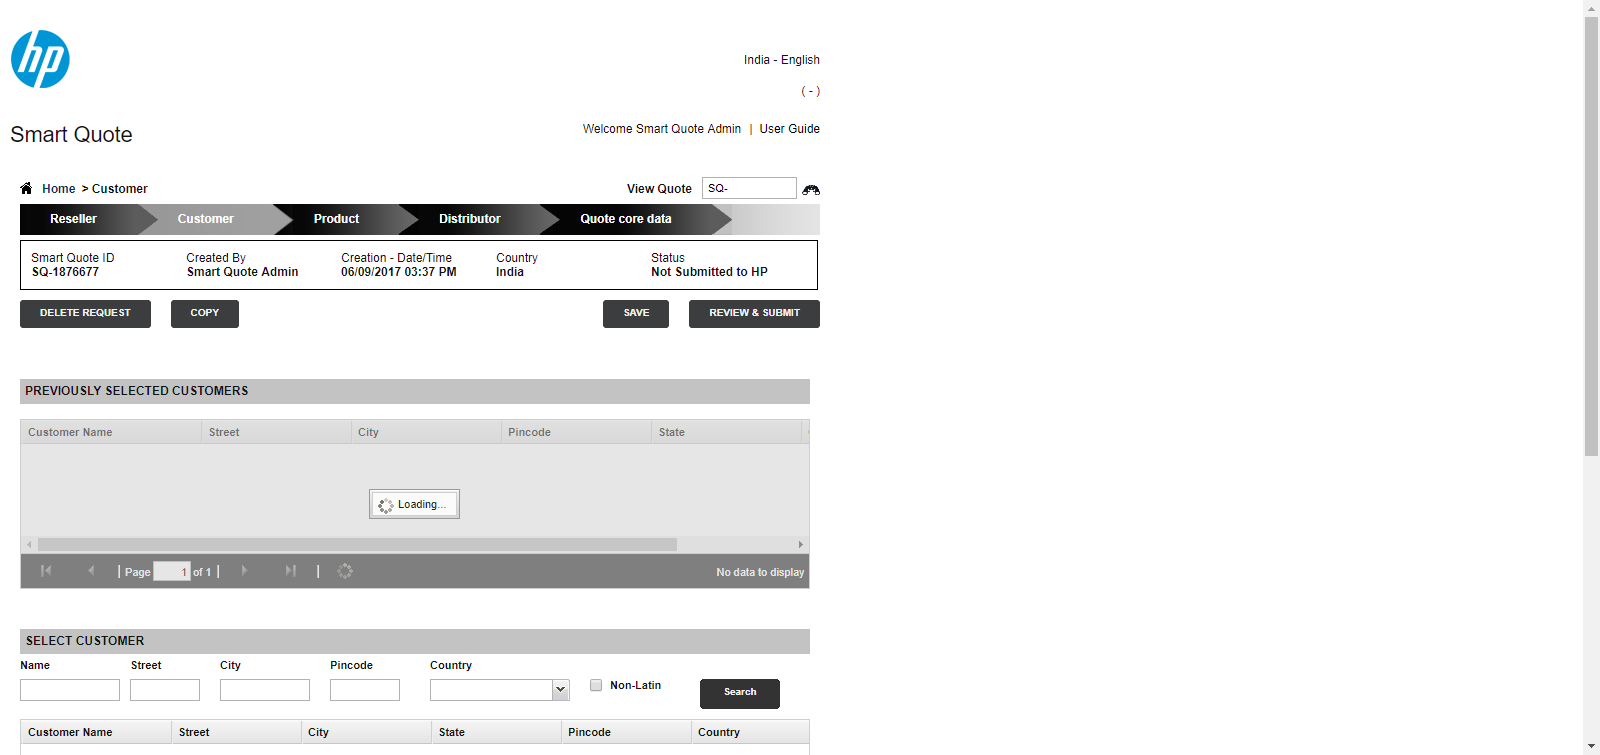 hp
India - English
( - )
Smart Quote
Welcome Smart Quote Admin | User Guide
Home > Customer
View Quote SQ-
Reseller Customer Product Distributor Quote core data
Smart Quote ID Created By Creation - Date/Time Country Status
SQ-1876677 Smart Quote Admin 06/09/2017 03:37 PM India Not Submitted to HP
DELETE REQUEST COPY SAVE REVIEW & SUBMIT
PREVIOUSLY SELECTED CUSTOMERS
Customer Name Street City Pincode State
Loading...
| Page 1 of 1 | | No data to display
SELECT CUSTOMER
Name Street City Pincode Country
Non-Latin Search
Customer Name Street City State Pincode Country